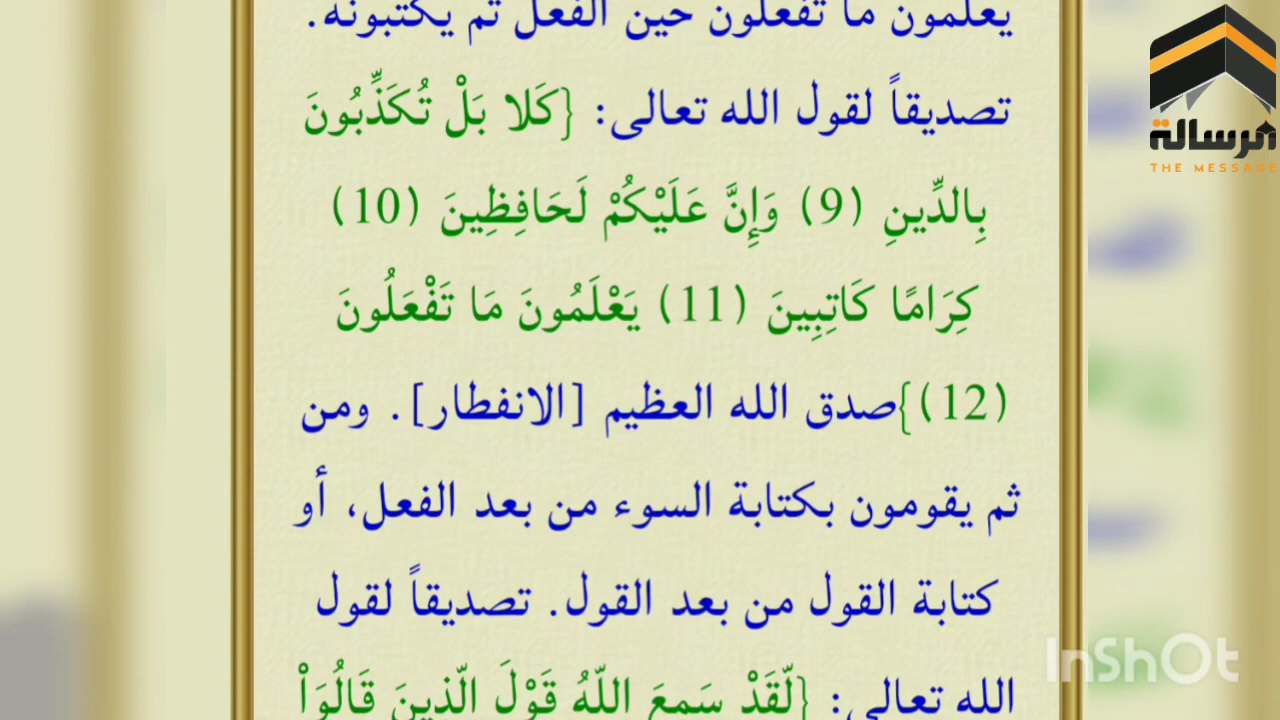 يعلمون ما تفعلون حين الفعل ثم يكتبونه.
تصديقاً لقول الله تعالى: {كَلا بَلْ تُكَذِّبُونَ
بِالدِّينِ (9) وَإِنَّ عَلَيْكُمْ لَحَافِظِينَ (10)
كِرَامًا كَاتِبِينَ (11) يَعْلَمُونَ مَا تَفْعَلُونَ
(12)}صدق الله العظيم [الانفطار]. ومن
ثم يقومون بكتابة السوء من بعد الفعل، أو
كتابة القول من بعد القول. تصديقاً لقول
الله تعالى: {لّقَدْ سَمِعَ اللّهُ قَوْلَ الّذِينَ قَالُوَاْ
الرسالة
THE MESSAGE
InShOt